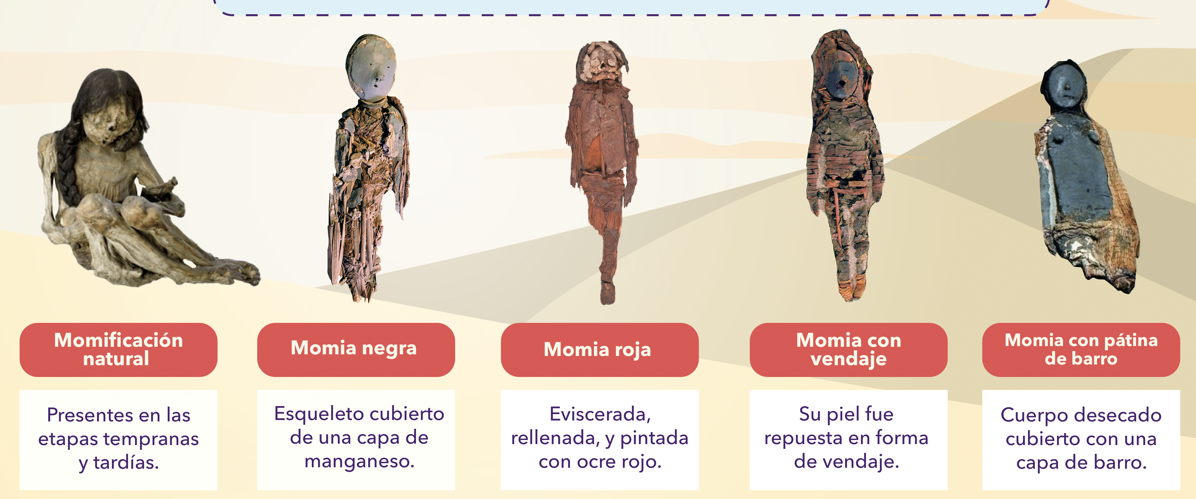 Momificación
natural
Presentes en las
etapas tempranas
y tardías.
Momia negra
Esqueleto cubierto
de una capa de
manganeso.
Momia roja
Eviscerada,
rellenada, y pintada
con ocre rojo.
Momia con
vendaje
Su piel fue
repuesta en forma
de vendaje.
Momia con pátina
de barro
Cuerpo desecado
cubierto con una
capa de barro.